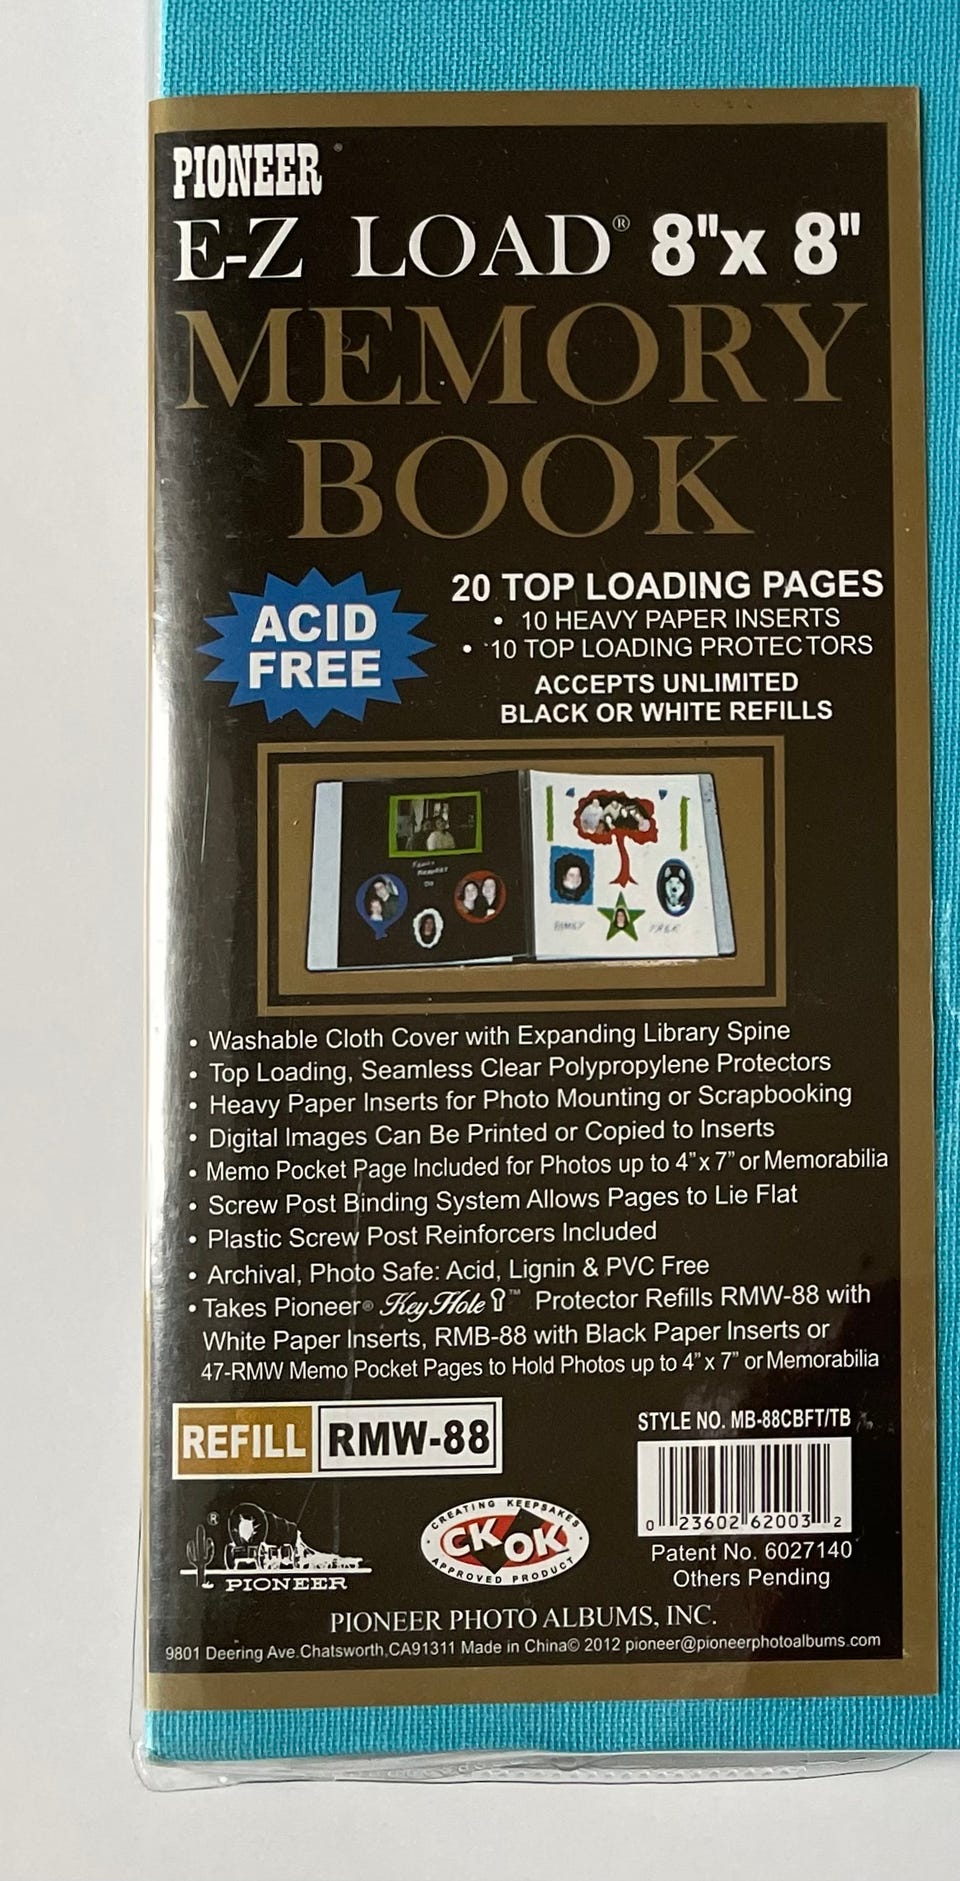 PIONEER ®
E-Z LOAD® 8"x 8"
MEMORY
BOOK
ACID
FREE
20 TOP LOADING PAGES
• 10 HEAVY PAPER INSERTS
• 10 TOP LOADING PROTECTORS
ACCEPTS UNLIMITED
BLACK OR WHITE REFILLS
FAMILY
• Washable Cloth Cover with Expanding Library Spine
• Top Loading, Seamless Clear Polypropylene Protectors
• Heavy Paper Inserts for Photo Mounting or Scrapbooking
• Digital Images Can Be Printed or Copied to Inserts
• Memo Pocket Page Included for Photos up to 4"x 7" or Memorabilia
• Screw Post Binding System Allows Pages to Lie Flat
• Plastic Screw Post Reinforcers Included
• Archival, Photo Safe: Acid, Lignin & PVC Free
• Takes Pioneer® KeyHole ™ Protector Refills RMW-88 with
White Paper Inserts, RMB-88 with Black Paper Inserts or
47-RMW Memo Pocket Pages to Hold Photos up to 4" x 7" or Memorabilia
REFILL RMW-88
STYLE NO. MB-88CBFT/TB
0 23602 62003 2
Patent No. 6027140
Others Pending
®
PIONEER
CREATING KEEPSAKES
CK OK
APPROVED PRODUCT
PIONEER PHOTO ALBUMS, INC.
9801 Deering Ave. Chatsworth, CA 91311 Made in China © 2012 pioneer@pioneerphotoalbums.com